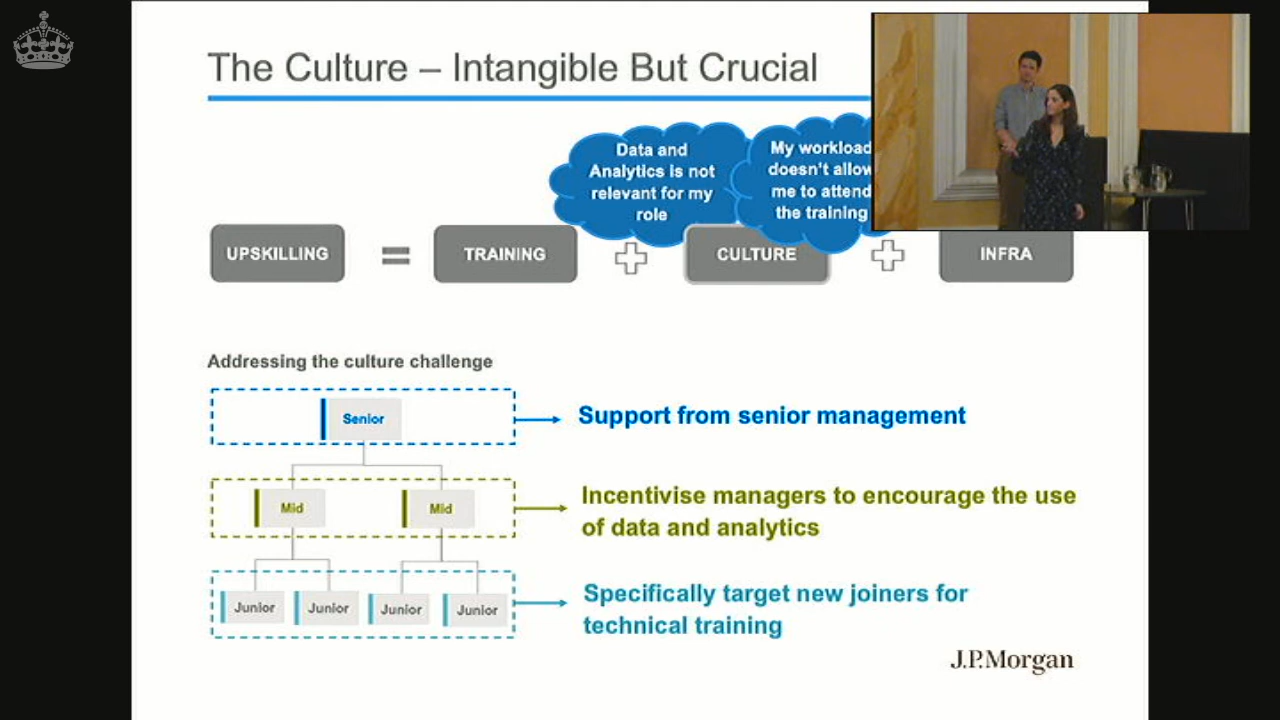 The Culture – Intangible But Crucial
Data and
Analytics is not
relevant for my
role
My workload
doesn't allow
me to attend
the training
UPSKILLING
=
TRAINING
+
CULTURE
+
INFRA
Addressing the culture challenge
Senior
Support from senior management
Mid
Mid
Incentivise managers to encourage the use
of data and analytics
Junior
Junior
Junior
Junior
Specifically target new joiners for
technical training
J.P.Morgan